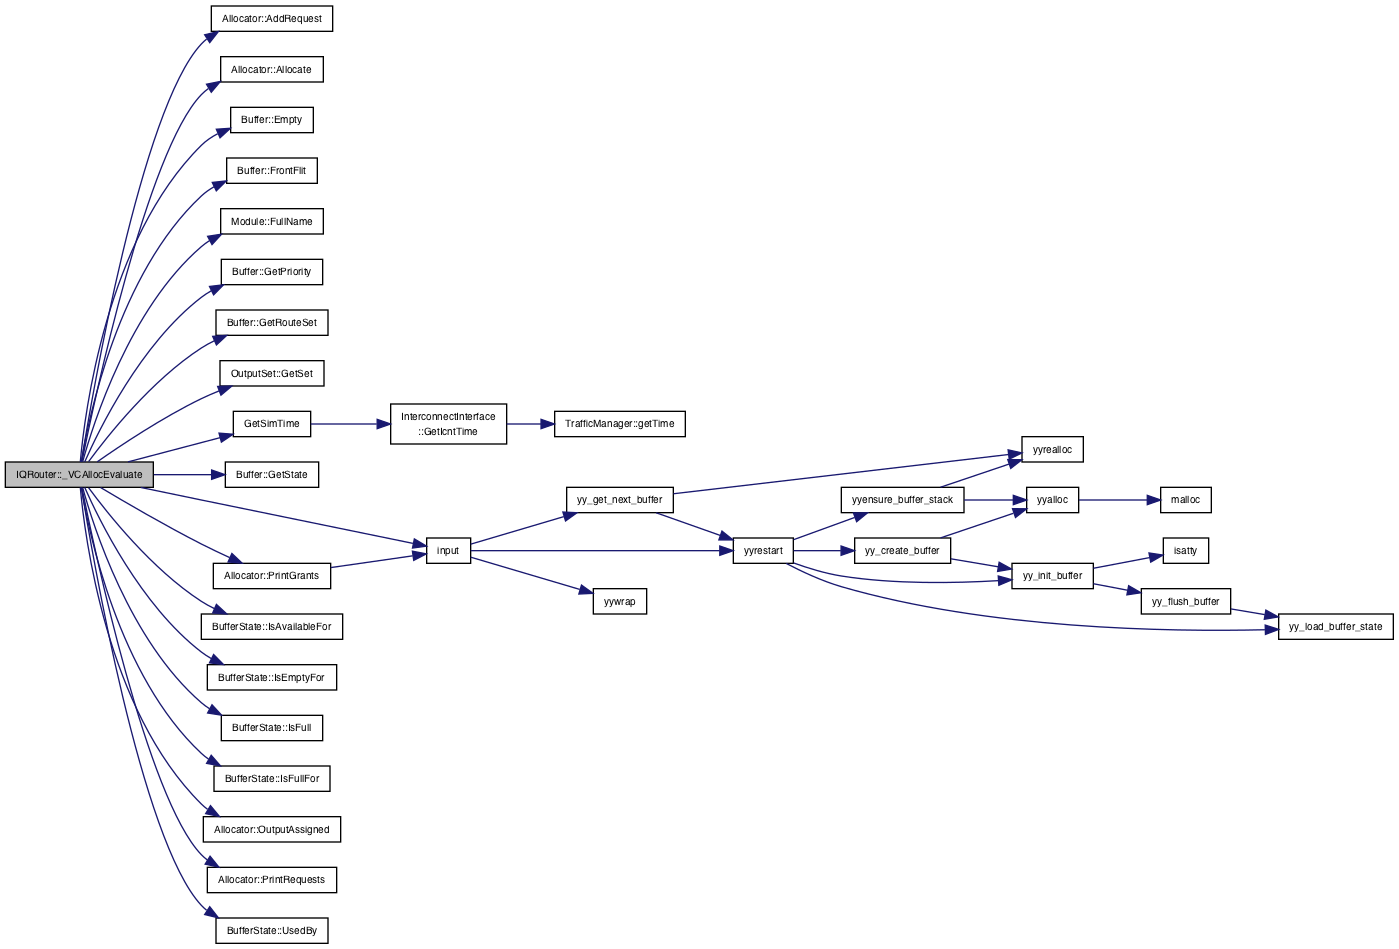 Allocator::AddRequest
Allocator::Allocate
Buffer::Empty
Buffer::FrontFlit
Module::FullName
Buffer::GetPriority
Buffer::GetRouteSet
OutputSet::GetSet
GetSimTime
InterconnectInterface
::GetIcntTime
TrafficManager::getTime
IQRouter::_VCAllocEvaluate
Buffer::GetState
input
yy_get_next_buffer
yyrestart
yywrap
yyensure_buffer_stack
yy_create_buffer
yyrealloc
yyalloc
yy_init_buffer
malloc
isatty
yy_flush_buffer
yy_load_buffer_state
Allocator::PrintGrants
BufferState::IsAvailableFor
BufferState::IsEmptyFor
BufferState::IsFull
BufferState::IsFullFor
Allocator::OutputAssigned
Allocator::PrintRequests
BufferState::UsedBy